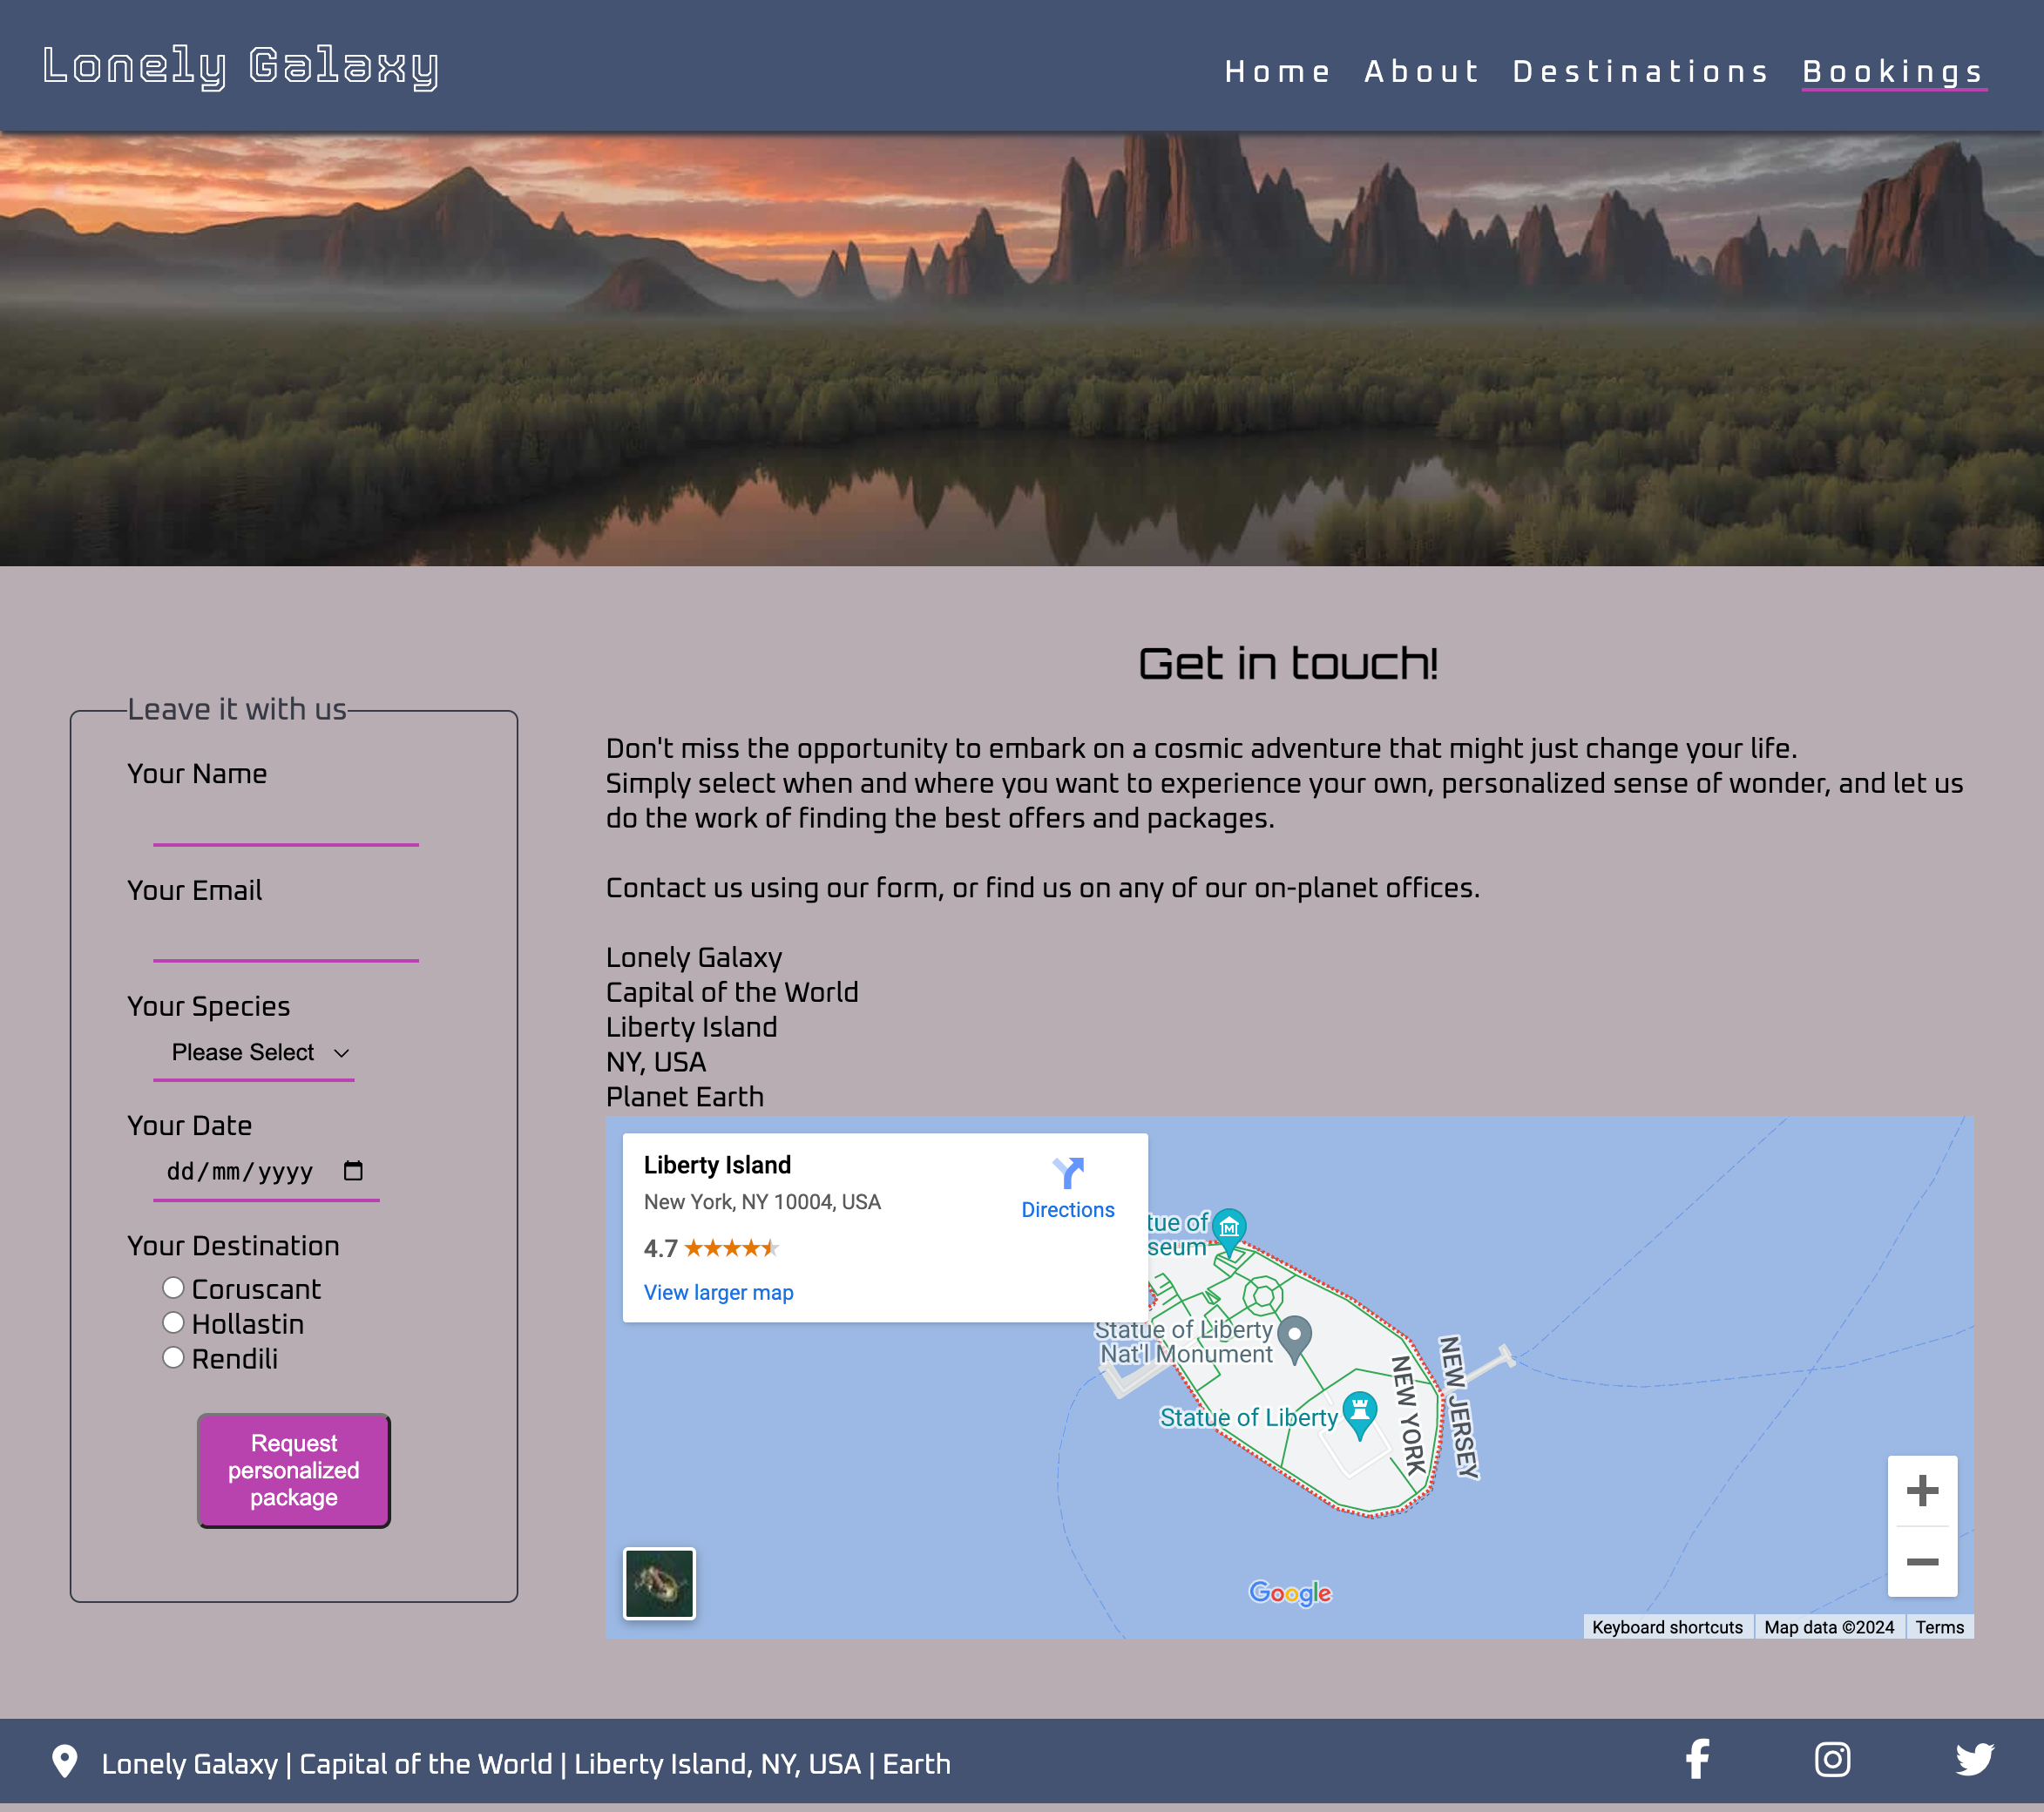 Lonely Galaxy
Home About Destinations Bookings
Leave it with us
Your Name
Your Email
Your Species
Please Select
Your Date
dd/mm/yyyy
Your Destination
Coruscant
Hollastin
Rendili
Request
personalized
package
Get in touch!
Don't miss the opportunity to embark on a cosmic adventure that might just change your life.
Simply select when and where you want to experience your own, personalized sense of wonder, and let us
do the work of finding the best offers and packages.
Contact us using our form, or find us on any of our on-planet offices.
Lonely Galaxy
Capital of the World
Liberty Island
NY, USA
Planet Earth
Liberty Island
New York, NY 10004, USA
Directions
4.7
View larger map
tue of
seum
Statue of Liberty
Nat'l Monument
Statue of Liberty
NEW YORK
NEW JERSEY
Google
Keyboard shortcuts Map data ©2024 Terms
Lonely Galaxy | Capital of the World | Liberty Island, NY, USA | Earth